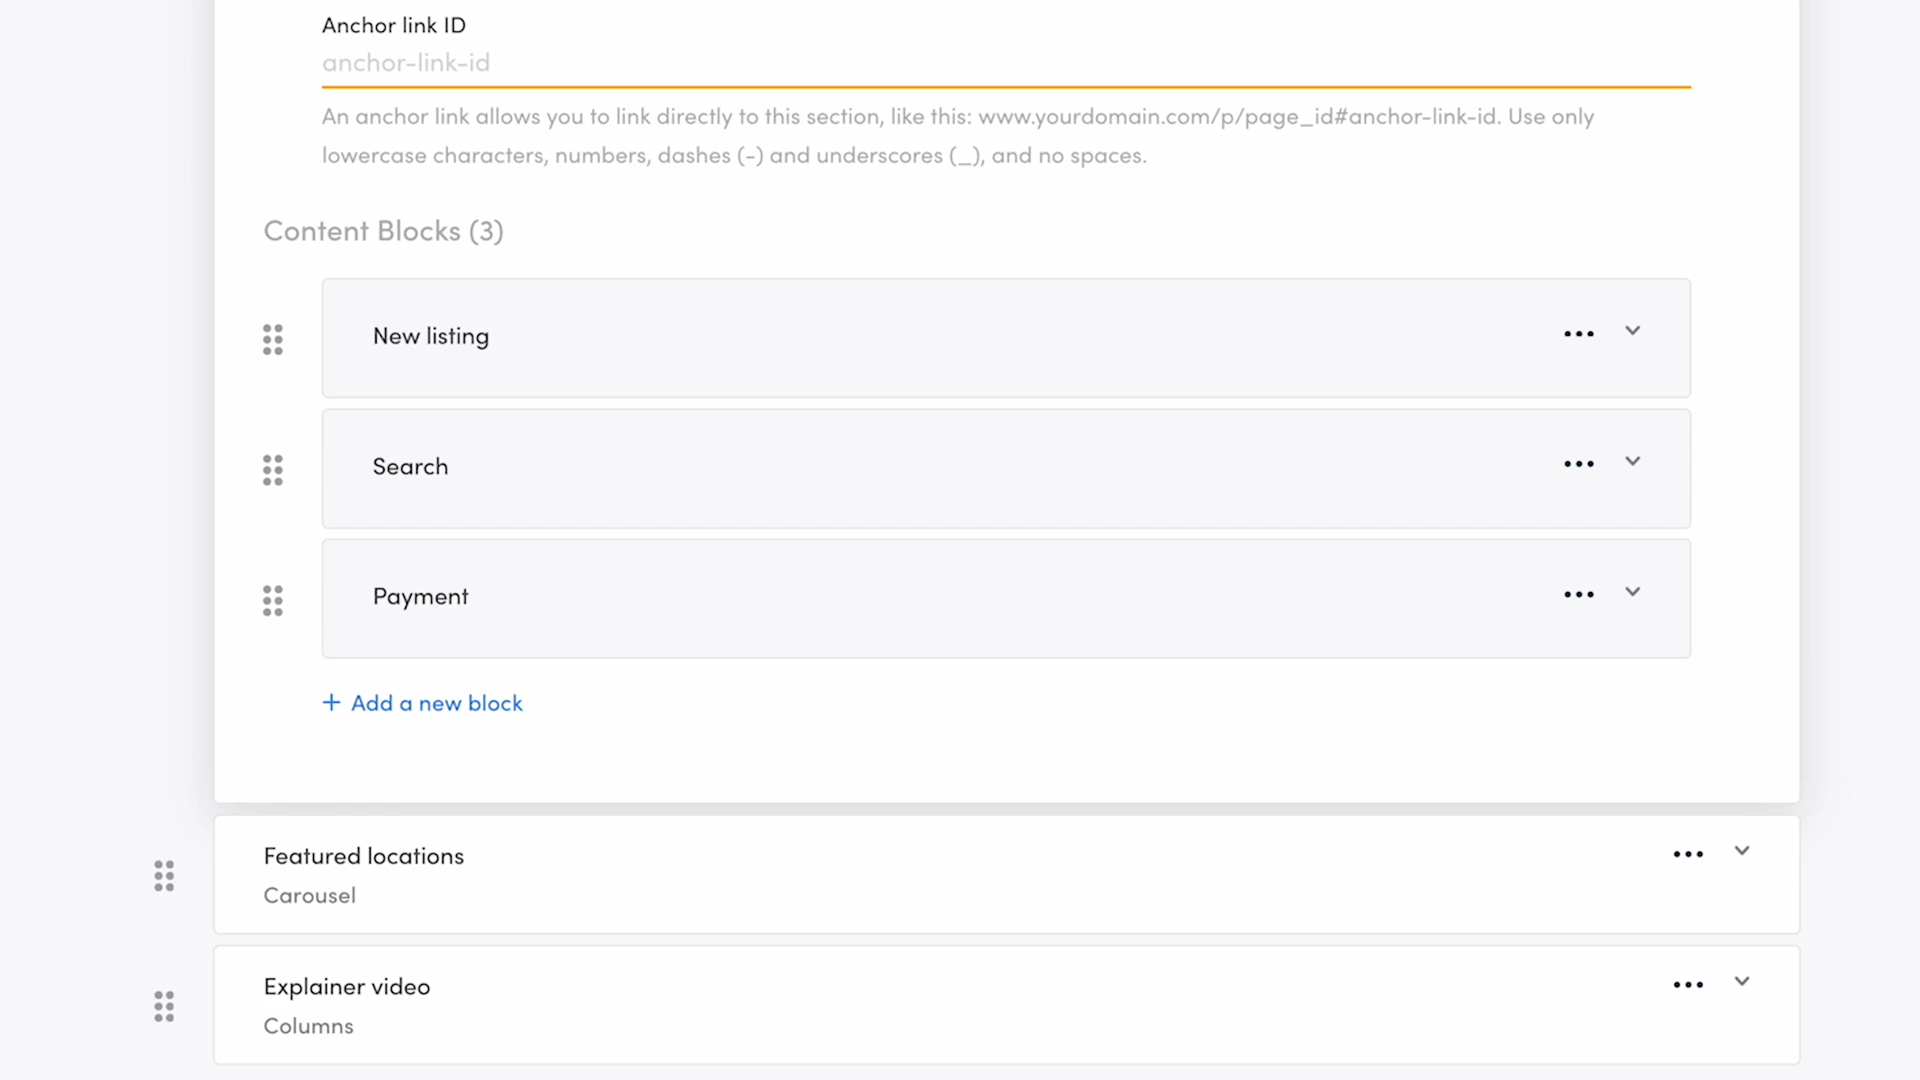 Anchor link ID
anchor-link-id
An anchor link allows you to link directly to this section, like this: www.yourdomain.com/p/page_id#anchor-link-id. Use only
lowercase characters, numbers, dashes (-) and underscores (_), and no spaces.
Content Blocks (3)
New listing
Search
Payment
+ Add a new block
Featured locations
Carousel
Explainer video
Columns